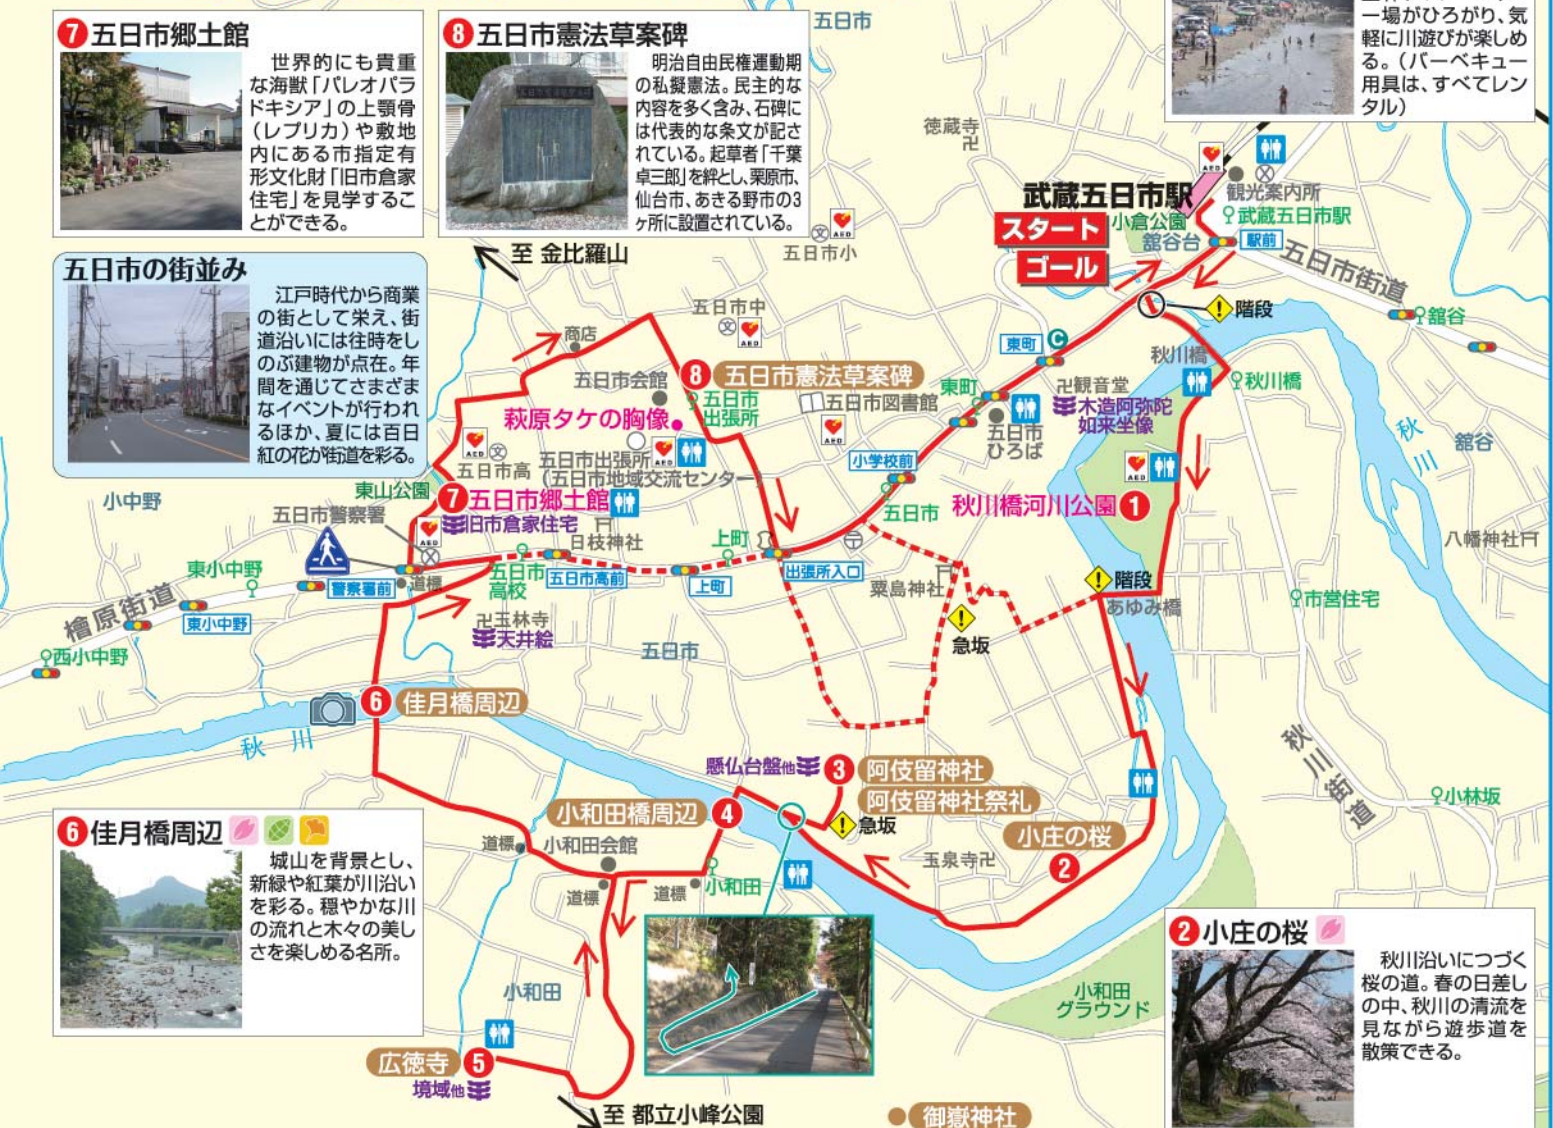 7 五日市郷土館
世界的にも貴重
な海獣「パレオパラ
ドキシア」の上顎骨
(レプリカ)や敷地
内にある市指定有
形文化財「旧市倉家
住宅」を見学するこ
とができる。
8 五日市憲法草案碑
明治自由民権運動期
の私擬憲法。民主的な
内容を多く含み、石碑に
は代表的な条文が記さ
れている。起草者「千葉
卓三郎」を絆とし、栗原市、
仙台市、あきる野市の3
ヶ所に設置されている。
五日市
ー場がひろがり、気
軽に川遊びが楽しめ
る。(バーベキュー
用具は、すべてレン
タル)
徳蔵寺
卍
AED
観光案内所
武蔵五日市駅
武蔵五日市駅
小倉公園
スタート
ゴール
舘谷台
駅前
五日市街道
舘谷
階段
文
AED
五日市小
至 金比羅山
五日市の街並み
江戸時代から商業
の街として栄え、街
道沿いには往時をし
のぶ建物が点在。年
間を通じてさまざま
なイベントが行われ
るほか、夏には百日
紅の花が街道を彩る。
五日市中
文
AED
商店
東町
C
秋川橋
秋川橋
五日市会館
8 五日市憲法草案碑
五日市
出張所
五日市図書館
AED
東町
卍観音堂
木造阿弥陀
如来坐像
萩原タケの胸像
五日市
ひろば
秋川
舘谷
AED
文
五日市高
五日市出張所
(五日市地域交流センター)
AED
小学校前
五日市
AED
秋川橋河川公園 1
東山公園
7 五日市郷土館
旧市倉家住宅
小中野
五日市警察署
AED
日枝神社
上町
八幡神社
東小中野
警察署前
道標
五日市
高校
五日市高前
上町
出張所入口
粟島神社
階段
あゆみ橋
市営住宅
檜原街道
東小中野
西小中野
卍玉林寺
天井絵
五日市
急坂
6 佳月橋周辺
秋川
秋川街道
懸仏台盤他
3 阿伎留神社
阿伎留神社祭礼
小林坂
小和田橋周辺 4
急坂
小庄の桜
2
玉泉寺卍
6 佳月橋周辺
城山を背景とし、
新緑や紅葉が川沿い
を彩る。穏やかな川
の流れと木々の美し
さを楽しめる名所。
道標
小和田会館
道標
道標
小和田
小和田
小和田
グラウンド
2 小庄の桜
秋川沿いにつづく
桜の道。春の日差し
の中、秋川の清流を
見ながら遊歩道を
散策できる。
広徳寺 5
境域他
至 都立小峰公園
御嶽神社